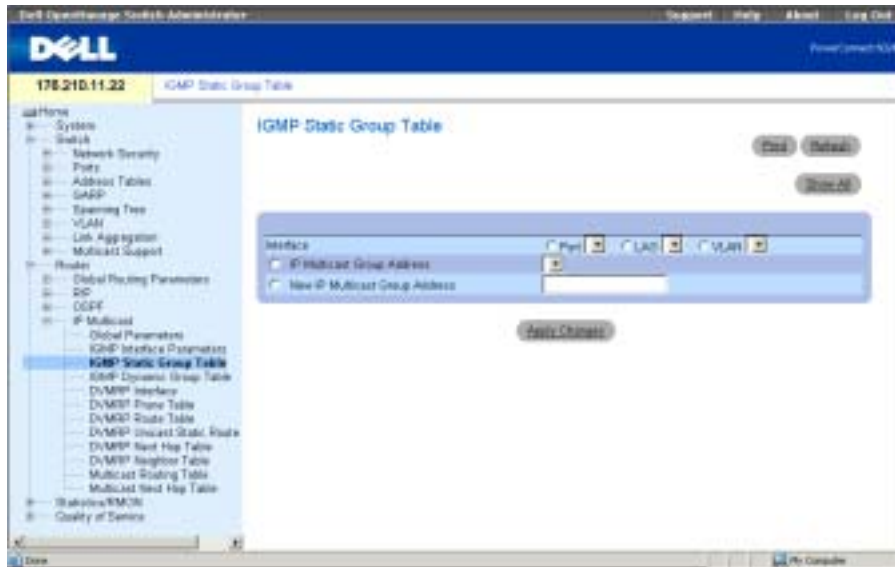 Dell OpenManage Switch Administrator
Support Help About Log Out
DELL
PowerConnect
176.210.11.22 IGMP Static Group Table
Home
System
Switch
Network Security
Ports
Address Tables
GARP
Spanning Tree
VLAN
Link Aggregation
Multicast Support
Router
Global Routing Parameters
RIP
OSPF
IP Multicast
Global Parameters
IGMP Interface Parameters
IGMP Static Group Table
IGMP Dynamic Group Table
DVMRP Interface
DVMRP Prune Table
DVMRP Route Table
DVMRP Unicast Static Route
DVMRP Next Hop Table
DVMRP Neighbor Table
Multicast Routing Table
Multicast Next Hop Table
Statistics/RMON
Quality of Service
IGMP Static Group Table
Print Refresh
Show All
Interface Port LAG VLAN
IP Multicast Group Address
New IP Multicast Group Address
Apply Changes
Done
My Computer